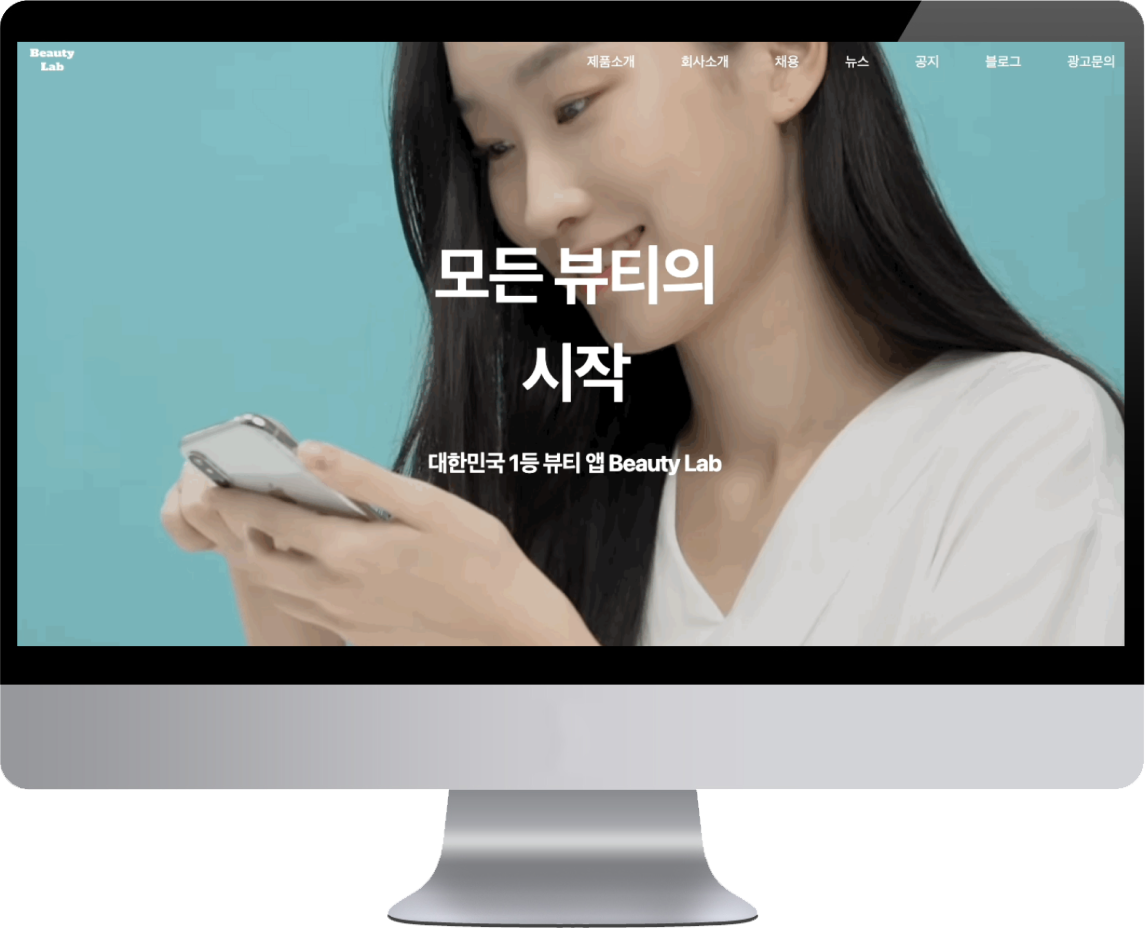 Beauty
Lab
제품소개 회사소개 채용 뉴스 공지 블로그 광고문의
모든 뷰티의
시작
대한민국 1등 뷰티 앱 Beauty Lab